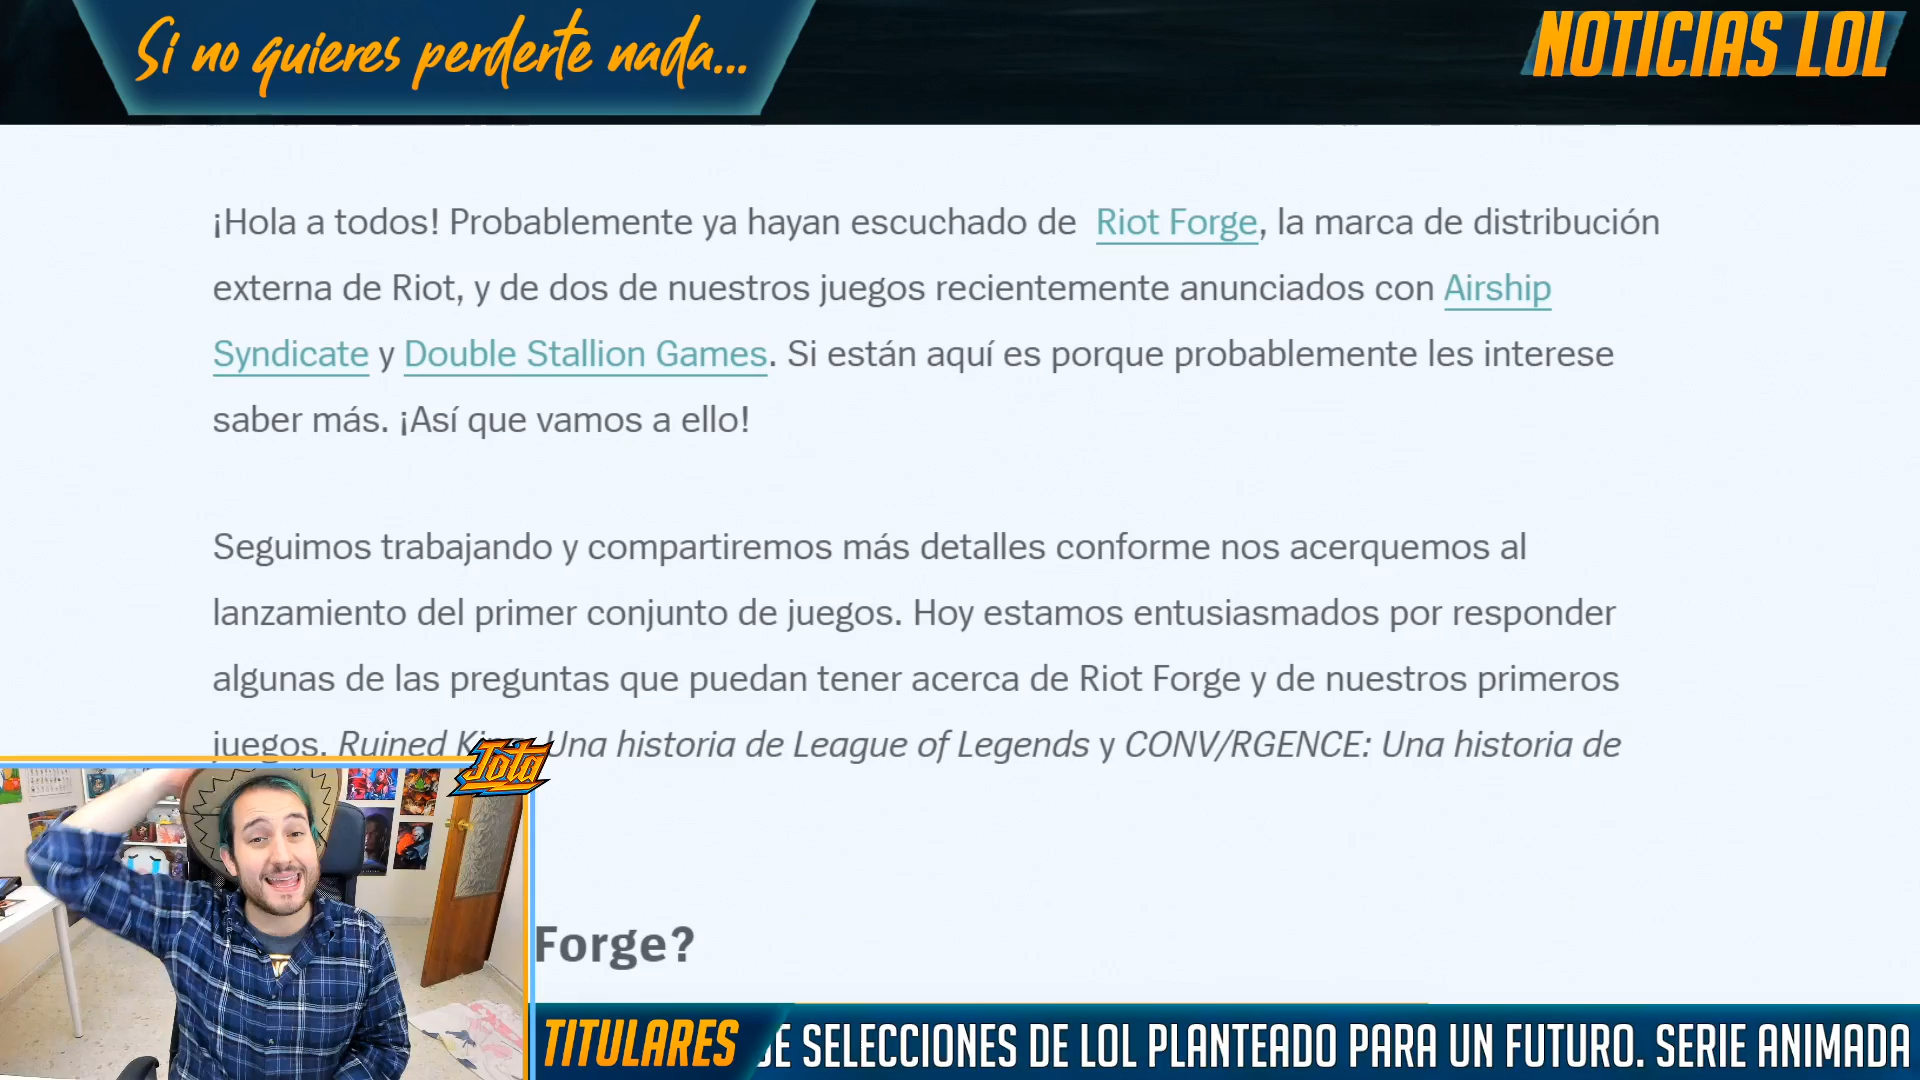 Si no quieres perderte nada...
NOTICIAS LOL
¡Hola a todos! Probablemente ya hayan escuchado de Riot Forge, la marca de distribución
externa de Riot, y de dos de nuestros juegos recientemente anunciados con Airship
Syndicate y Double Stallion Games. Si están aquí es porque probablemente les interese
saber más. ¡Así que vamos a ello!
Seguimos trabajando y compartiremos más detalles conforme nos acerquemos al
lanzamiento del primer conjunto de juegos. Hoy estamos entusiasmados por responder
algunas de las preguntas que puedan tener acerca de Riot Forge y de nuestros primeros
juegos. Ruined Una historia de League of Legends y CONV/RGENCE: Una historia de
Jota
Forge?
TITULARES
DE SELECCIONES DE LOL PLANTEADO PARA UN FUTURO. SERIE ANIMADA